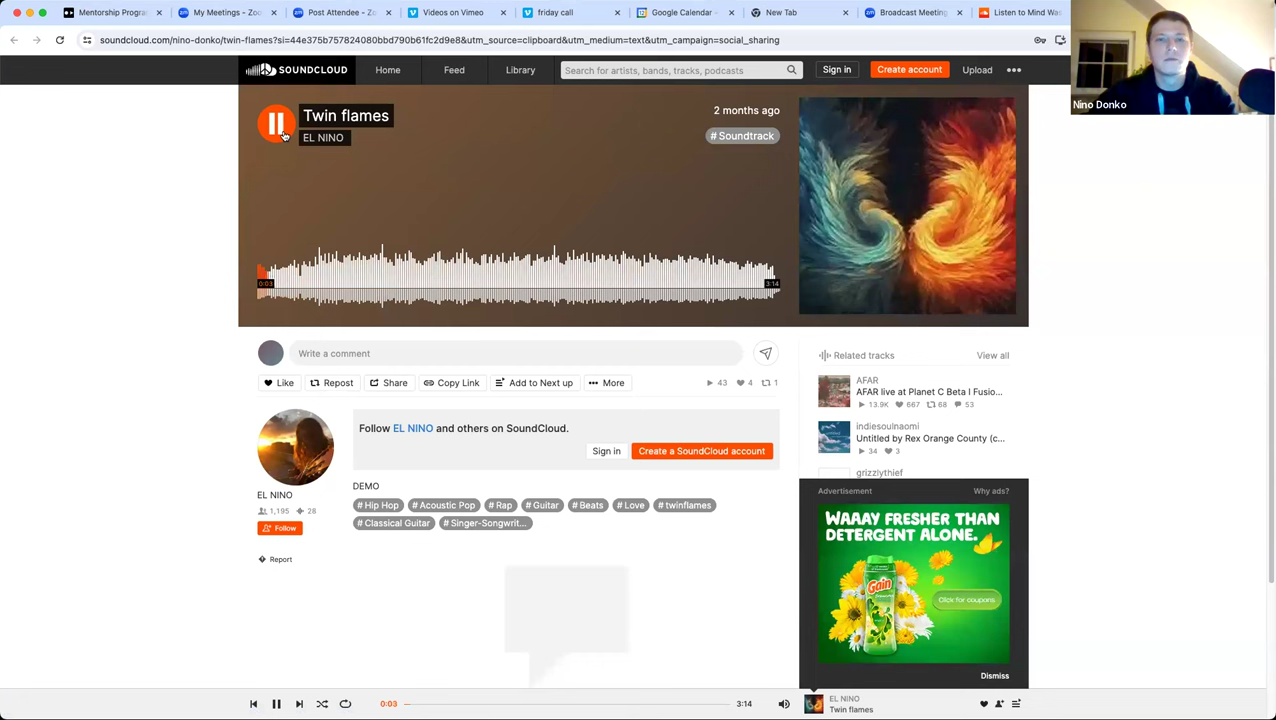 Mentorship Progra
My Meetings - Zoo
Post Attendee - Z
Videos on Vimeo
friday call
Google Calendar –
New Tab
Broadcast Meeting
Listen to Mind Wa
soundcloud.com/nino-donko/twin-flames?si=44e375b75782400bbbd790b61fc2d9be&utm_source=clipboard&utm_medium=text&utm_campaign=social_sharing
SOUNDCLOUD
Home
Feed
Library
Search for artists, bands, tracks, podcasts
Sign in
Create account
Upload
Nino Donko
Twin flames
EL NINO
2 months ago
# Soundtrack
0:03
3:14
Write a comment
Like
Repost
Share
Copy Link
Add to Next up
More
43
4
1
Follow EL NINO and others on SoundCloud.
Sign in
Create a SoundCloud account
EL NINO
1,195
28
Follow
Report
DEMO
# Hip Hop
# Acoustic Pop
# Rap
# Guitar
# Beats
# Love
# twinflames
# Classical Guitar
# Singer-Songwrit...
Related tracks
View all
AFAR
AFAR live at Planet C Beta I Fusio...
13.9K
667
68
53
indiesoulnaomi
Untitled by Rex Orange County (c...
34
3
grizzlythief
Advertisement
Why ads?
WAAAY FRESHER THAN
DETERGENT ALONE.
Gain
Click for coupons
Dismiss
0:03
3:14
EL NINO
Twin flames